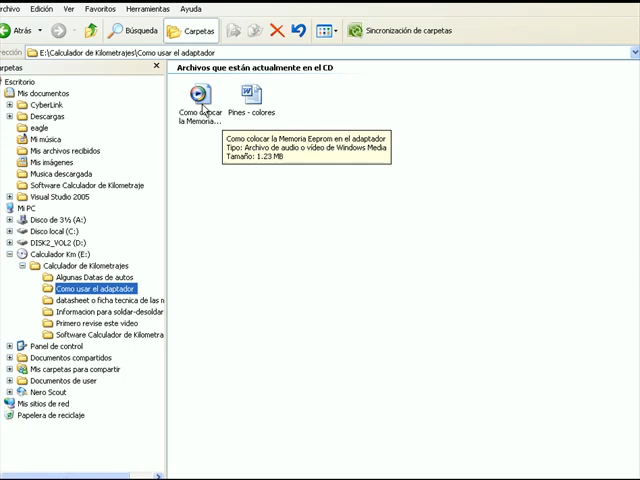 rchivo Edición Ver Favoritos Herramientas Ayuda
Atrás Búsqueda Carpetas Sincronización de carpetas
rección E:\Calculador de Kilometrajes\Como usar el adaptador
rpetas
Archivos que están actualmente en el CD
Escritorio
Mis documentos
CyberLink
Descargas
eagle
Mi música
Mis archivos recibidos
Mis imágenes
Musica descargada
Software Calculador de Kilometraje
Visual Studio 2005
Mi PC
Disco de 3½ (A:)
Disco local (C:)
DISK2_VOL2 (D:)
Calculador Km (E:)
Calculador de Kilometrajes
Algunas Datas de autos
Como usar el adaptador
datasheet o ficha tecnica de las n
Informacion para soldar-desoldar
Primero revise este video
Software Calculador de Kilometra
Panel de control
Documentos compartidos
Mis carpetas para compartir
Documentos de user
Nero Scout
Mis sitios de red
Papelera de reciclaje
Como colocar
la Memoria...
Pines - colores
Como colocar la Memoria Eeprom en el adaptador
Tipo: Archivo de audio o vídeo de Windows Media
Tamaño: 1.23 MB